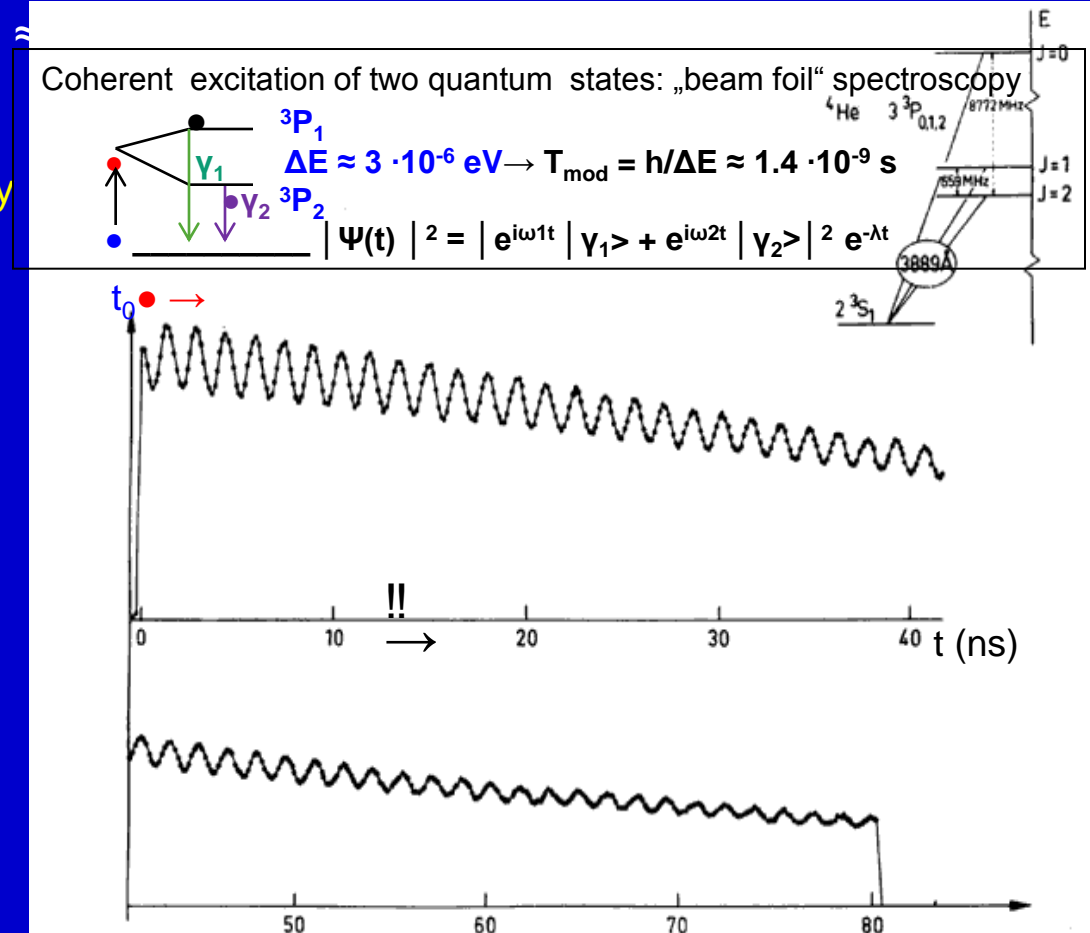 ≈
E
J=0
Coherent excitation of two quantum states: „beam foil“ spectroscopy
⁴He 3 ³P₀,₁,₂
8772 MHz
³P₁
ΔE ≈ 3 ·10⁻⁶ eV→ T_mod = h/ΔE ≈ 1.4 ·10⁻⁹ s
γ₁
J=1
659MHz
J=2
y
γ₂ ³P₂
|Ψ(t) |² = | e^iω1t | γ₁> + e^iω2t | γ₂> |² e^-λt
3889Å
2 ³S₁
t₀ →
!!
0 10 → 20 30 40 t (ns)
50 60 70 80